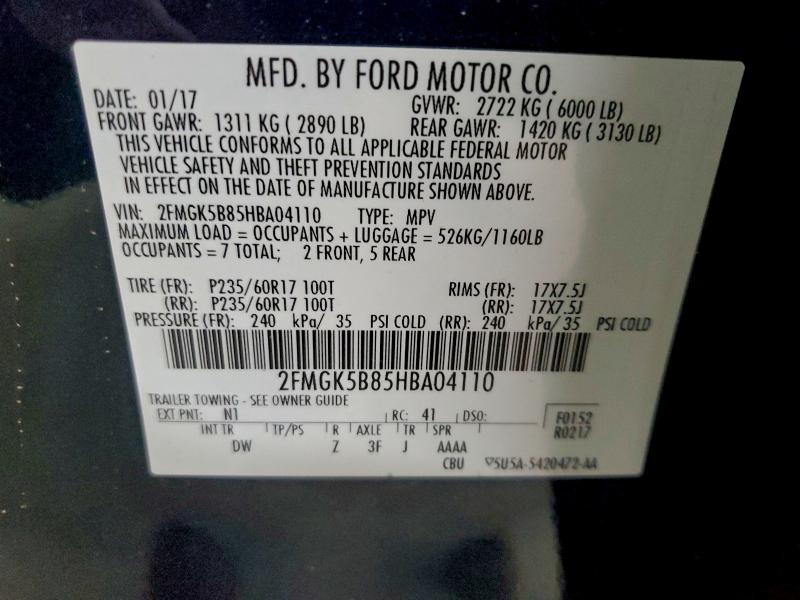 MFD. BY FORD MOTOR CO.
DATE: 01/17 GVWR: 2722 KG ( 6000 LB)
FRONT GAWR: 1311 KG ( 2890 LB) REAR GAWR: 1420 KG ( 3130 LB)
THIS VEHICLE CONFORMS TO ALL APPLICABLE FEDERAL MOTOR
VEHICLE SAFETY AND THEFT PREVENTION STANDARDS
IN EFFECT ON THE DATE OF MANUFACTURE SHOWN ABOVE.
VIN: 2FMGK5B85HBA04110 TYPE: MPV
MAXIMUM LOAD = OCCUPANTS + LUGGAGE = 526KG/1160LB
OCCUPANTS = 7 TOTAL; 2 FRONT, 5 REAR
TIRE (FR): P235/60R17 100T RIMS (FR): 17X7.5J
(RR): P235/60R17 100T (RR): 17X7.5J
PRESSURE (FR): 240 kPa/ 35 PSI COLD (RR): 240 kPa/ 35 PSI COLD
2FMGK5B85HBA04110
TRAILER TOWING - SEE OWNER GUIDE
EXT PNT: N1 RC: 41 DSO:
F0152
INT TR TP/PS R AXLE TR SPR
R0217
DW Z 3F J AAAA
CBU 5U5A-5420472-AA